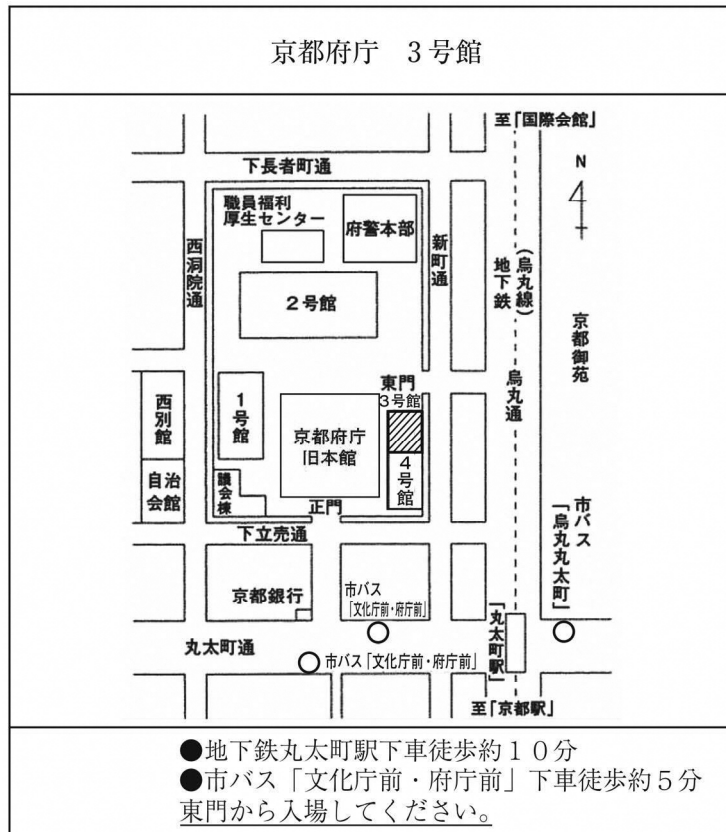 京都府庁　３号館
至「国際会館」
下長者町通
N
職員福利
厚生センター
府警本部
西洞院通
新町通
地下鉄
（烏丸線）
２号館
京都御苑
烏丸通
東門
３号館
１号館
西別館
京都府庁
旧本館
４号館
自治
会館
議会棟
正門
市バス
「烏丸丸太町」
下立売通
京都銀行
市バス
「文化庁前・府庁前」
丸太町通
市バス「文化庁前・府庁前」
「丸太町駅」
至「京都駅」
●地下鉄丸太町駅下車徒歩約１０分
●市バス「文化庁前・府庁前」下車徒歩約５分
東門から入場してください。